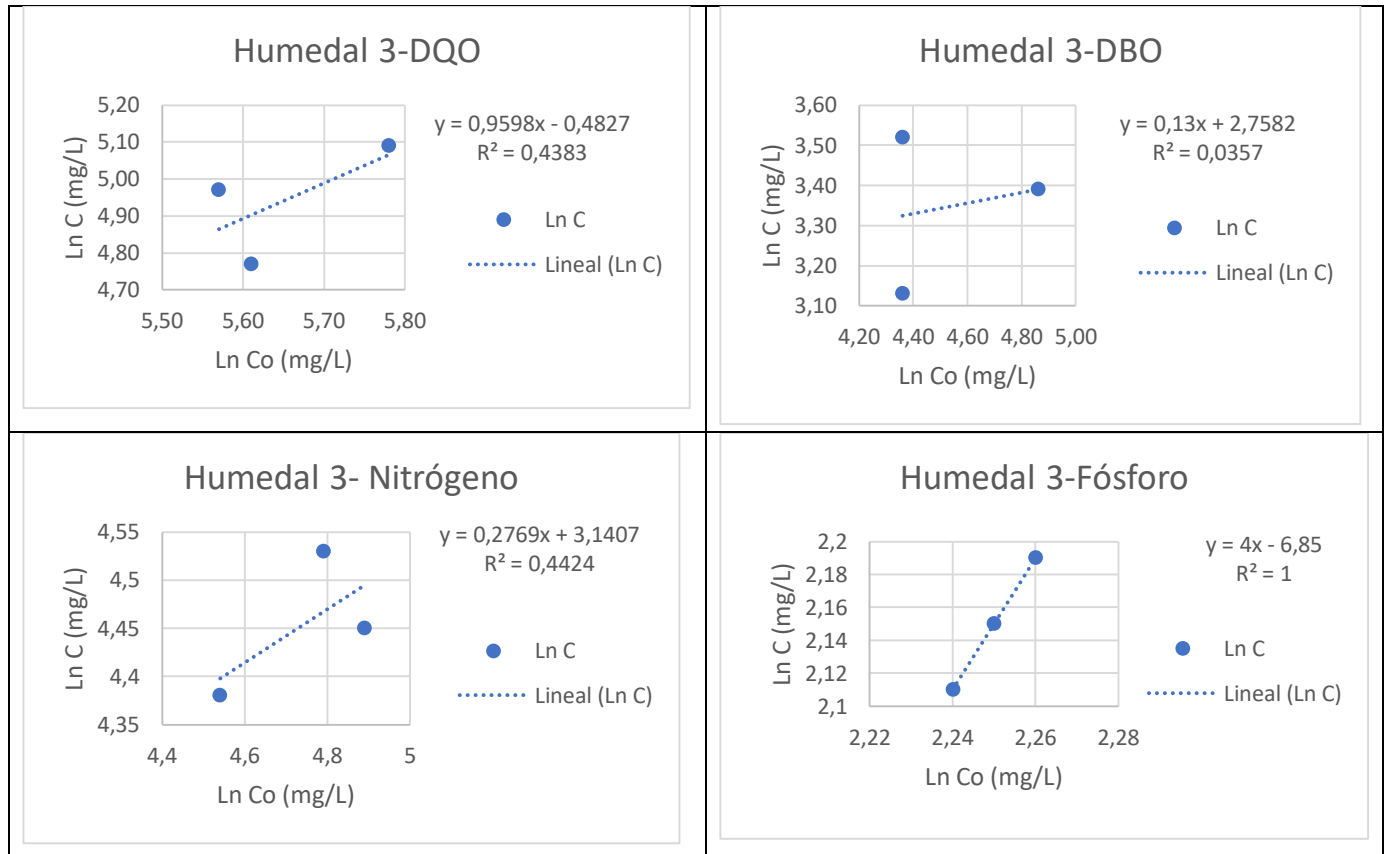 Humedal 3-DQO
Ln C (mg/L)
5,20
5,10
5,00
4,90
4,80
4,70
5,50 5,60 5,70 5,80
Ln Co (mg/L)
y = 0,9598x - 0,4827
R² = 0,4383
Ln C
Lineal (Ln C)
Humedal 3-DBO
Ln C (mg/L)
3,60
3,50
3,40
3,30
3,20
3,10
4,20 4,40 4,60 4,80 5,00
Ln Co (mg/L)
y = 0,13x + 2,7582
R² = 0,0357
Ln C
Lineal (Ln C)
Humedal 3- Nitrógeno
Ln C (mg/L)
4,55
4,5
4,45
4,4
4,35
4,4 4,6 4,8 5
Ln Co (mg/L)
y = 0,2769x + 3,1407
R² = 0,4424
Ln C
Lineal (Ln C)
Humedal 3-Fósforo
Ln C (mg/L)
2,2
2,18
2,16
2,14
2,12
2,1
2,22 2,24 2,26 2,28
Ln Co (mg/L)
y = 4x - 6,85
R² = 1
Ln C
Lineal (Ln C)